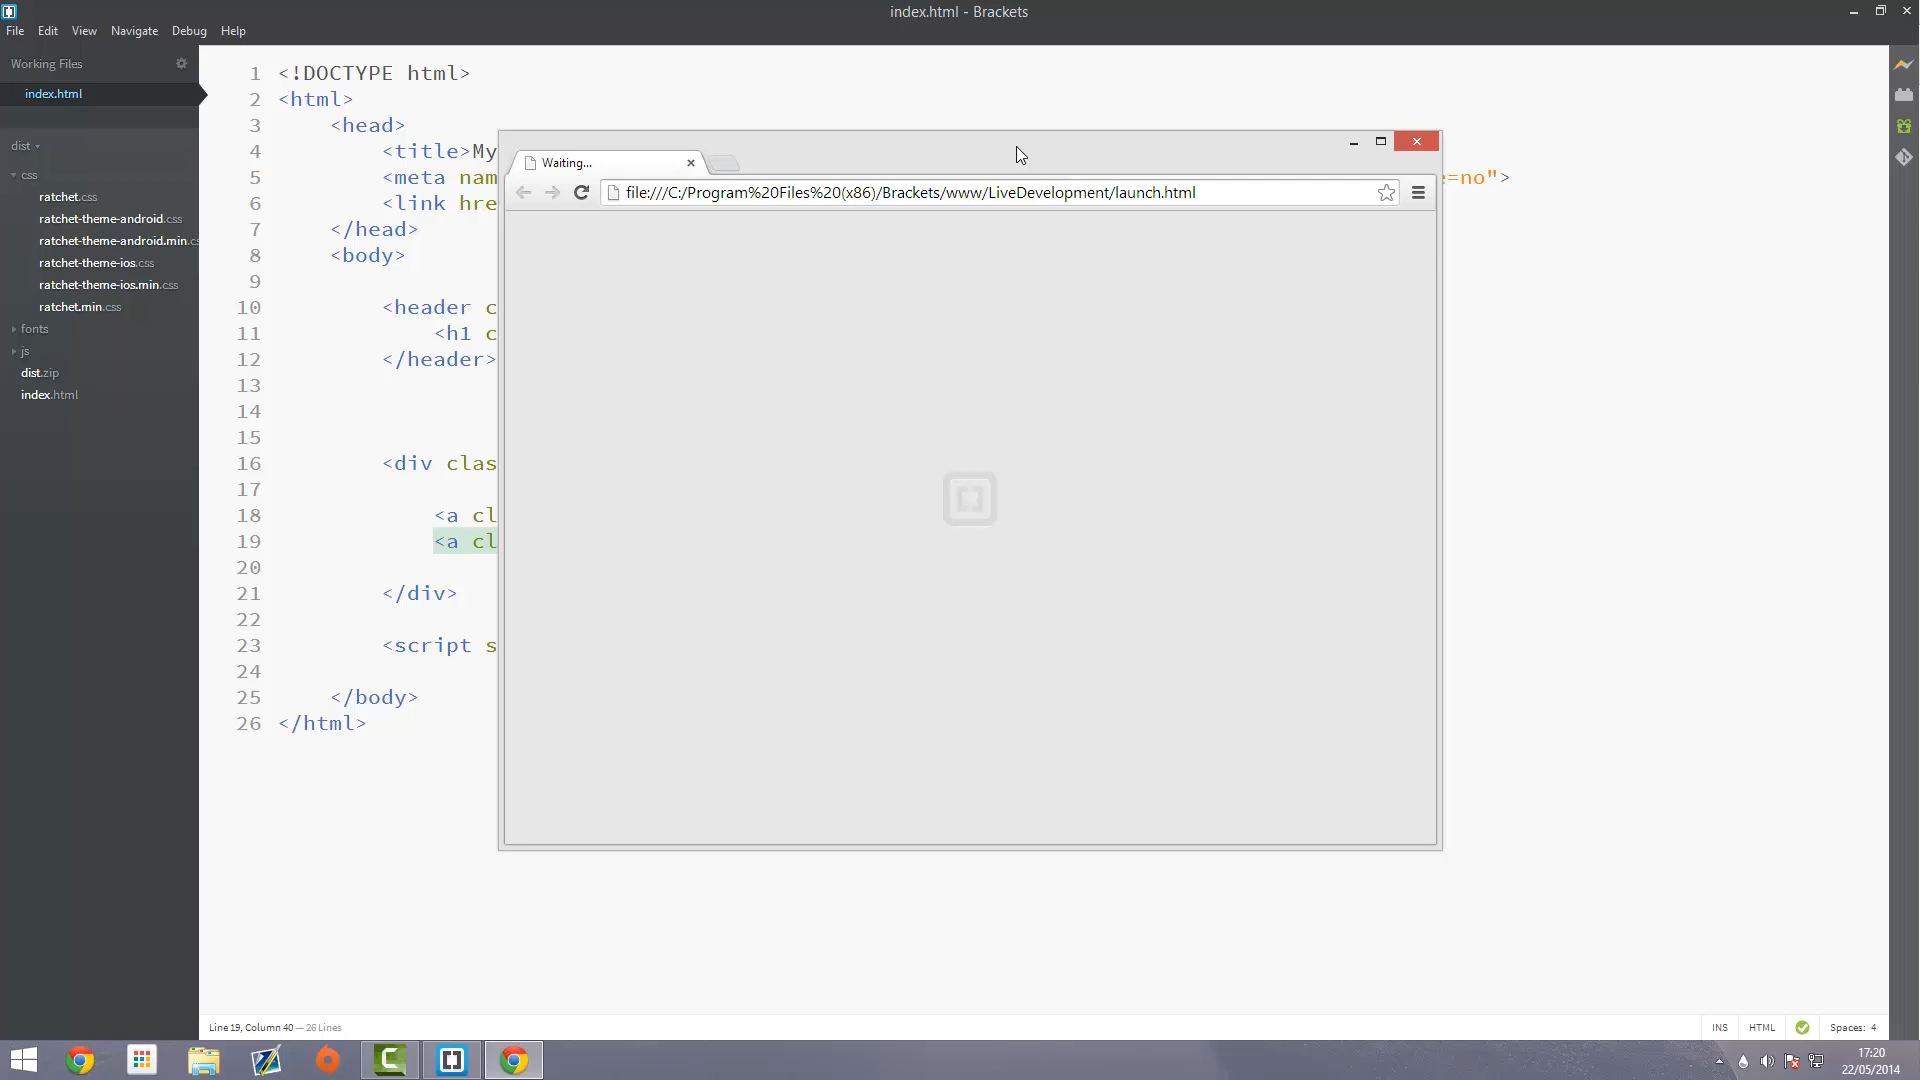 index.html - Brackets
File Edit View Navigate Debug Help
Working Files
index.html
dist
css
ratchet.css
ratchet-theme-android.css
ratchet-theme-android.min.cs
ratchet-theme-ios.css
ratchet-theme-ios.min.css
ratchet.min.css
fonts
js
dist.zip
index.html
1 <!DOCTYPE html>
2 <html>
3 <head>
4 <title>My
5 <meta nam =no">
6 <link hre
7 </head>
8 <body>
9
10 <header c
11 <h1 c
12 </header>
13
14
15
16 <div clas
17
18 <a cl
19 <a cl
20
21 </div>
22
23 <script s
24
25 </body>
26 </html>
Waiting...
file:///C:/Program%20Files%20(x86)/Brackets/www/LiveDevelopment/launch.html
Line 19, Column 40 — 26 Lines
INS HTML Spaces: 4
17:20
22/05/2014